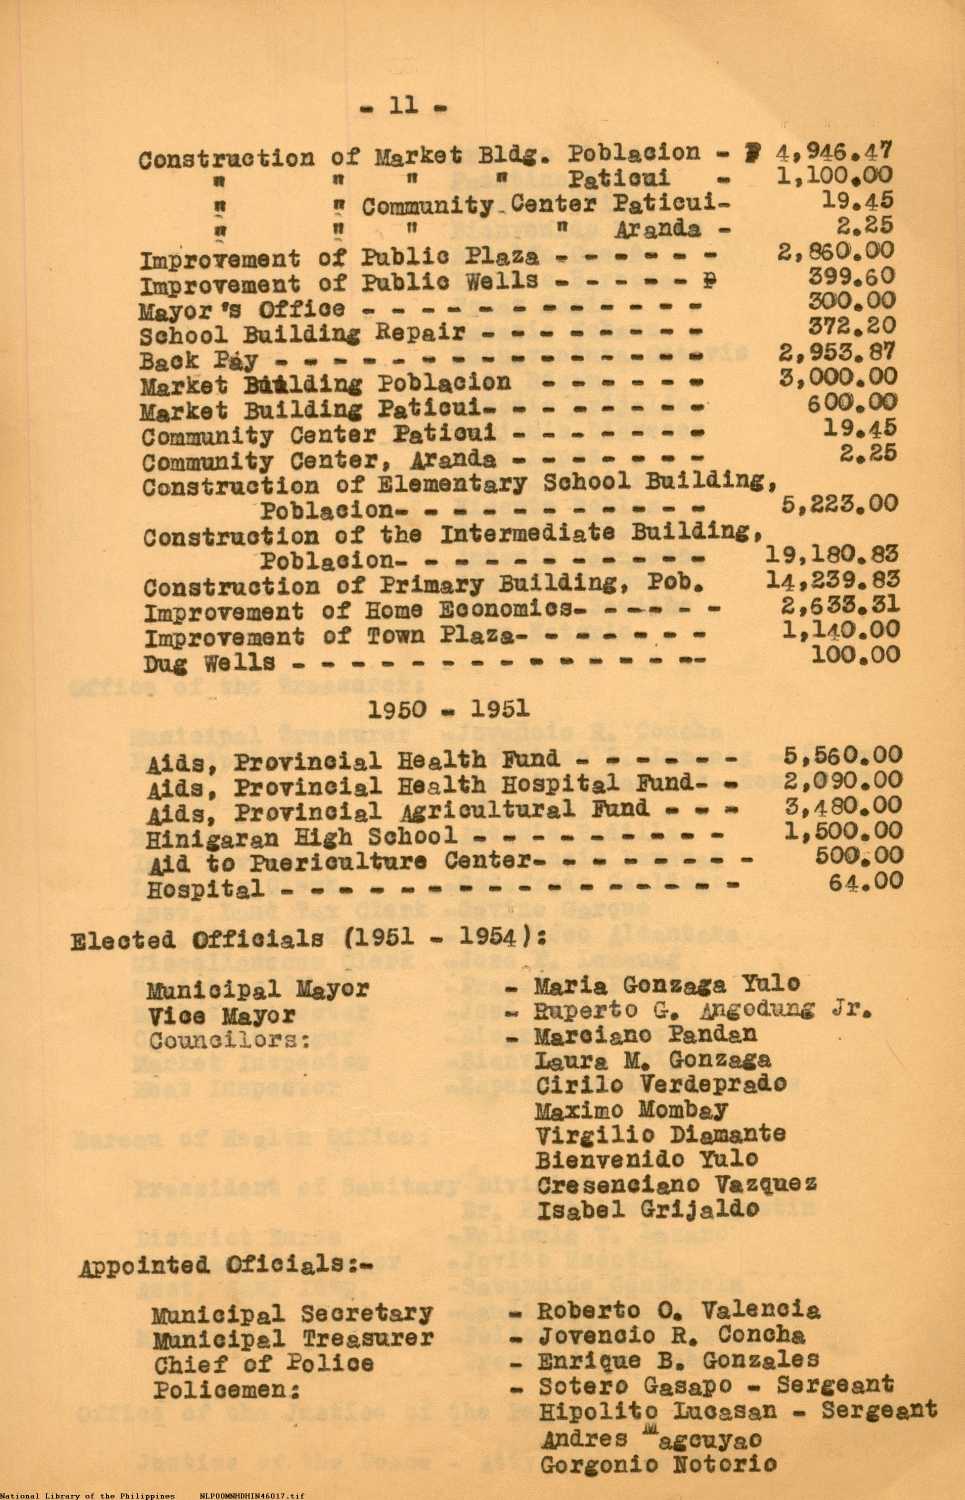 - 11 -
Construction of Market Bldg. Poblacion - ₱ 4,946.47
" " " " Paticui - 1,100.00
" " Community Center Paticui- 19.45
" " " " Aranda - 2.25
Improvement of Public Plaza - - - - - - 2,860.00
Improvement of Public Wells - - - - - ₱ 399.60
Mayor's Office - - - - - - - - - - - - 300.00
School Building Repair - - - - - - - - 372.20
Back Pay - - - - - - - - - - - - - - - 2,953.87
Market Building Poblacion - - - - - - 3,000.00
Market Building Paticui- - - - - - - - 600.00
Community Center Paticui - - - - - - - 19.45
Community Center, Aranda - - - - - - - 2.25
Construction of Elementary School Building,
Poblacion- - - - - - - - - - - 5,223.00
Construction of the Intermediate Building,
Poblacion- - - - - - - - - - - 19,180.83
Construction of Primary Building, Pob. 14,239.83
Improvement of Home Economics- - - - - - 2,633.31
Improvement of Town Plaza- - - - - - - 1,140.00
Dug Wells - - - - - - - - - - - - - -- 100.00
1950 - 1951
Aids, Provincial Health Fund - - - - - - 5,560.00
Aids, Provincial Health Hospital Fund- - 2,090.00
Aids, Provincial Agricultural Fund - - - 3,480.00
Hinigaran High School - - - - - - - - - 1,500.00
Aid to Puericulture Center- - - - - - - - 500.00
Hospital - - - - - - - - - - - - - - - - 64.00
Elected Officials (1951 - 1954):
Municipal Mayor - Maria Gonzaga Yulo
Vice Mayor - Ruperto G. Angodung Jr.
Councilors: - Marciano Pandan
Laura M. Gonzaga
Cirilo Verdeprado
Maximo Mombay
Virgilio Diamante
Bienvenido Yulo
Cresenciano Vazquez
Isabel Grijaldo
Appointed Oficials:-
Municipal Secretary - Roberto O. Valencia
Municipal Treasurer - Jovencio R. Concha
Chief of Police - Enrique B. Gonzales
Policemen: - Sotero Gasapo - Sergeant
Hipolito Lucasan - Sergeant
Andres Magcuyao
Gorgonio Notorio
National Library of the Philippines NLP00MNHDHIN46017.tif